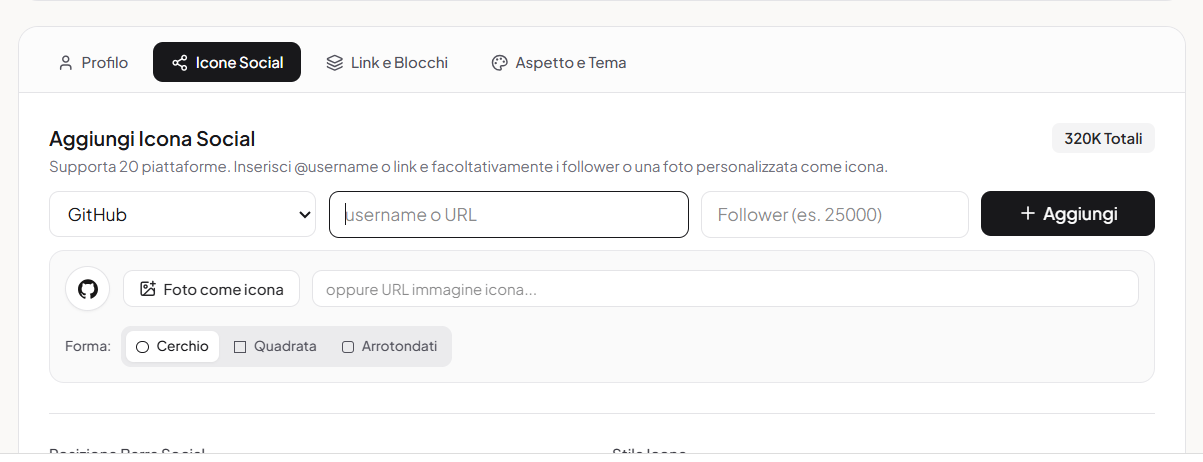 Profilo Icone Social Link e Blocchi Aspetto e Tema
Aggiungi Icona Social 320K Totali
Supporta 20 piattaforme. Inserisci @username o link e facoltativamente i follower o una foto personalizzata come icona.
GitHub username o URL Follower (es. 25000) + Aggiungi
Foto come icona oppure URL immagine icona...
Forma: Cerchio Quadrata Arrotondati